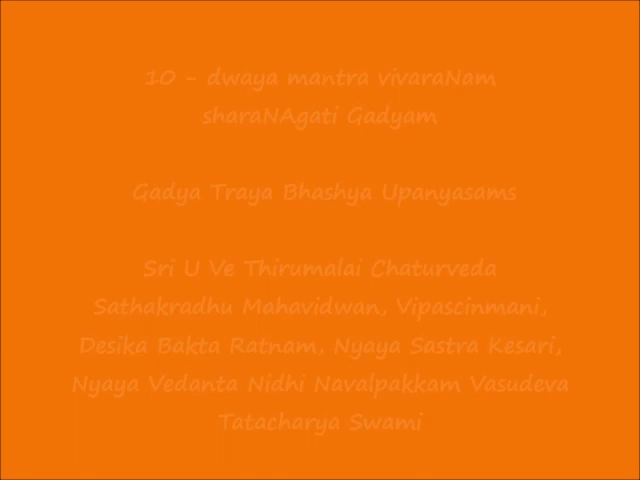 10 - dwaya mantra vivaraNam
sharaNAgati Gadyam
Gadya Traya Bhashya Upanyasams
Sri U Ve Thirumalai Chaturveda
Sathakradhu Mahavidwan, Vipascinmani,
Desika Bakta Ratnam, Nyaya Sastra Kesari,
Nyaya Vedanta Nidhi Navalpakkam Vasudeva
Tatacharya Swami